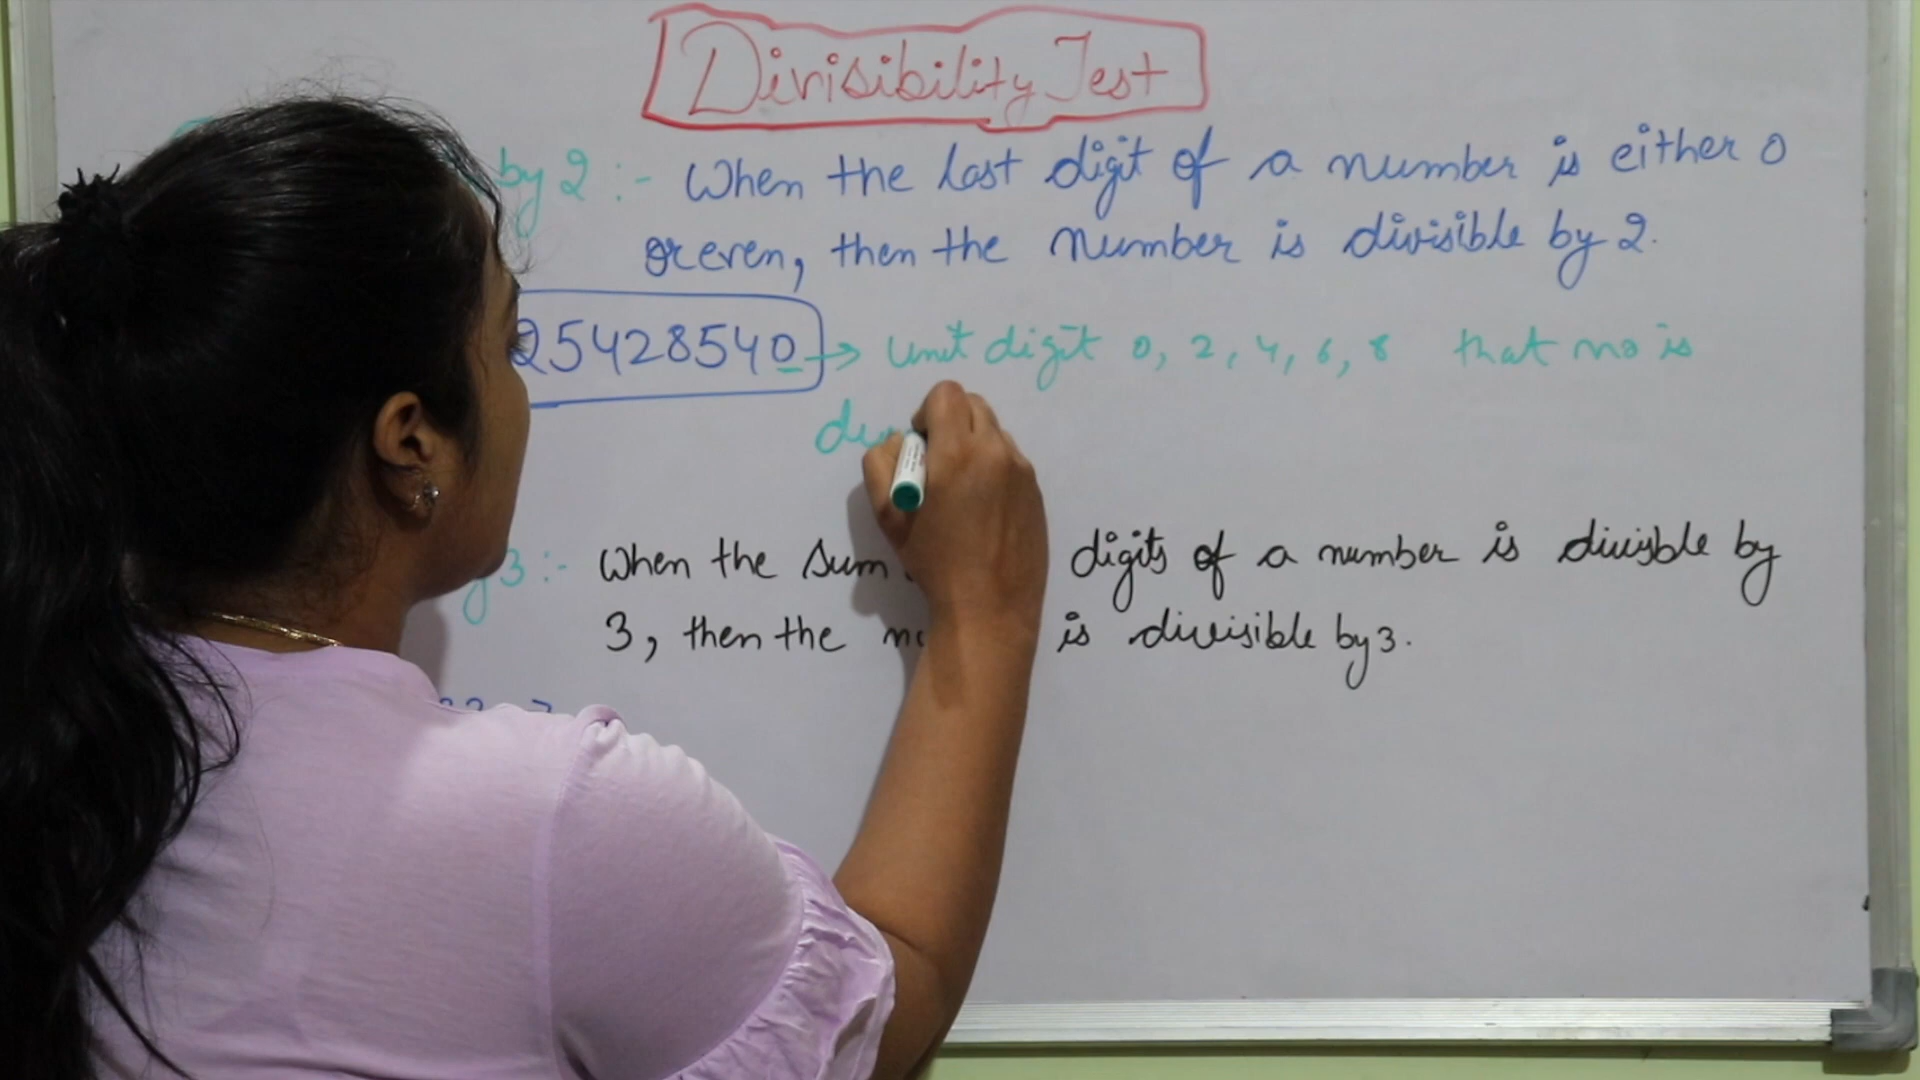 Divisibility Test
by 2 :- When the last digit of a number is either 0
or even, then the number is divisible by 2.
25428540 → Unit digit 0, 2, 4, 6, 8 that no is
3 :- When the sum digits of a number is divisble by
3, then the is divisible by 3.